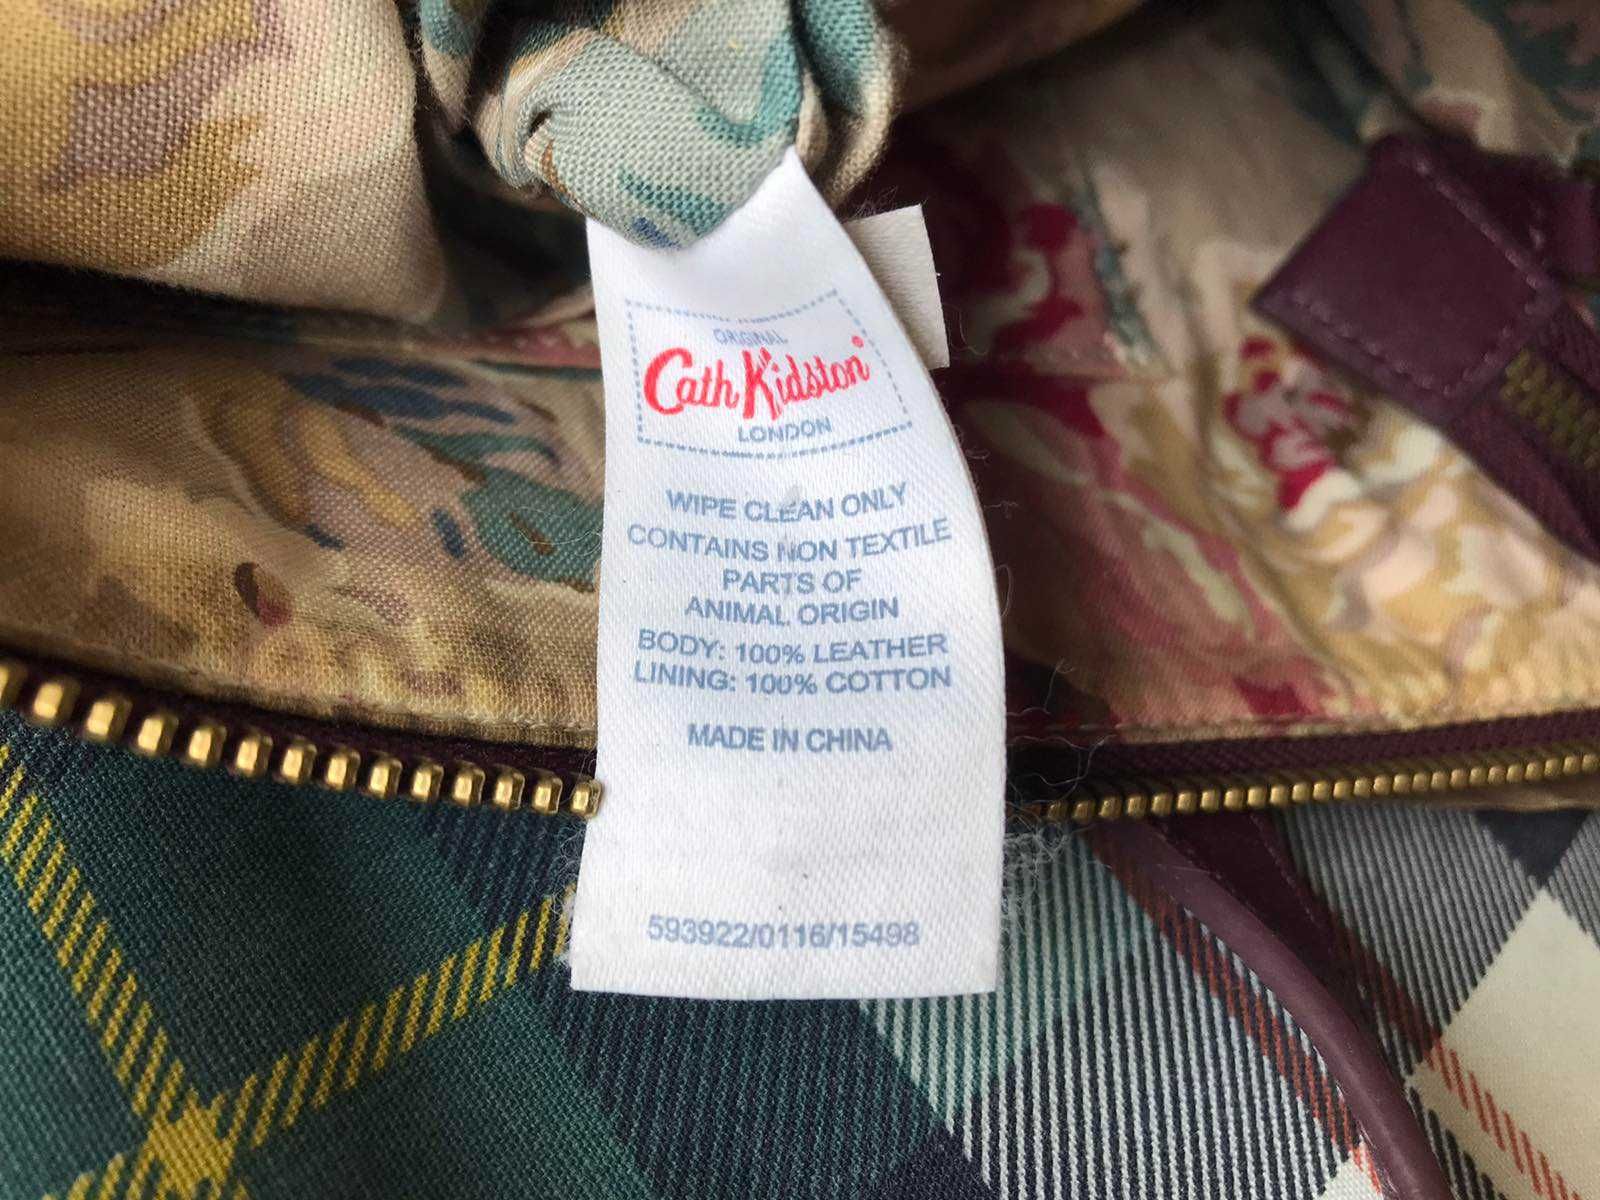 ORIGINAL
Cath Kidston®
LONDON
WIPE CLEAN ONLY
CONTAINS NON TEXTILE
PARTS OF
ANIMAL ORIGIN
BODY: 100% LEATHER
LINING: 100% COTTON
MADE IN CHINA
593922/0116/15498